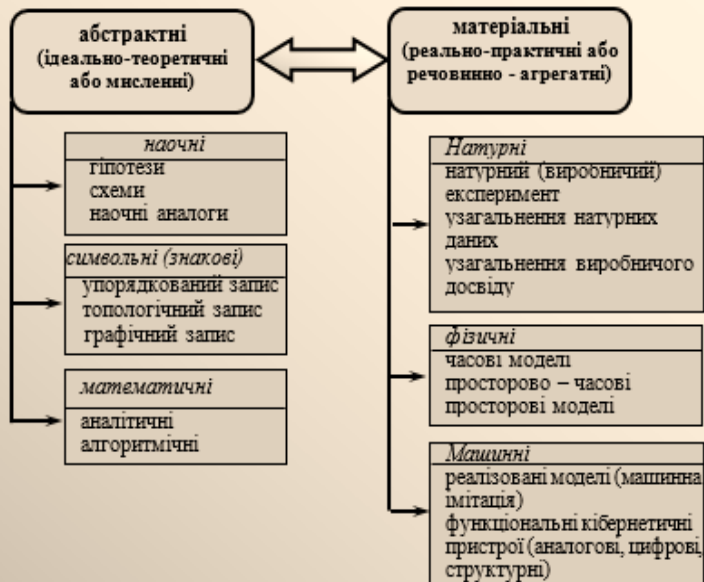 абстрактні
(ідеально-теоретичні
або мисленні)
наочні
гіпотези
схеми
наочні аналоги
символьні (знакові)
упорядкований запис
топологічний запис
графічний запис
математичні
аналітичні
алгоритмічні
матеріальні
(реально-практичні або
речовинно - агрегатні)
Натурні
натурний (виробничий)
експеримент
узагальнення натурних
даних
узагальнення виробничого
досвіду
фізичні
часові моделі
просторово – часові
просторові моделі
Машинні
реалізовані моделі (машинна
імітація)
функціональні кібернетичні
пристрої (аналогові, цифрові,
структурні)